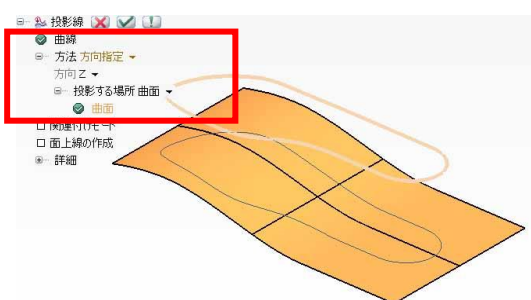 投影線
曲線
方法 方向指定
方向 Z
投影する場所 曲面
曲面
関連付けモード
面上線の作成
詳細